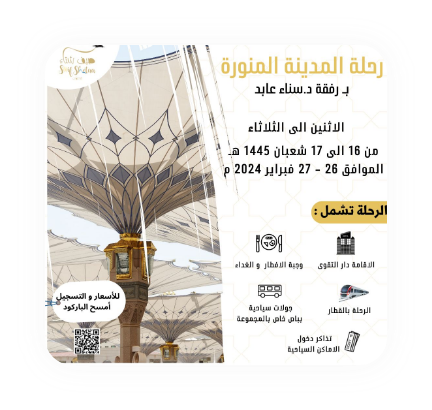 رحلة المدينة المنورة
بـ رفقة د.سناء عابد
الاثنين الى الثلاثاء
من 16 الى 17 شعبان 1445 هـ
الموافق 26 - 27 فبراير 2024 م
الرحلة تشمل :
الاقامة دار التقوى
وجبة الافطار و الغداء
الرحلة بالقطار
جولات سياحية
بباص خاص بالمجموعة
تذاكر دخول
الاماكن السياحية
للأسعار و التسجيل
أمسح الباركود